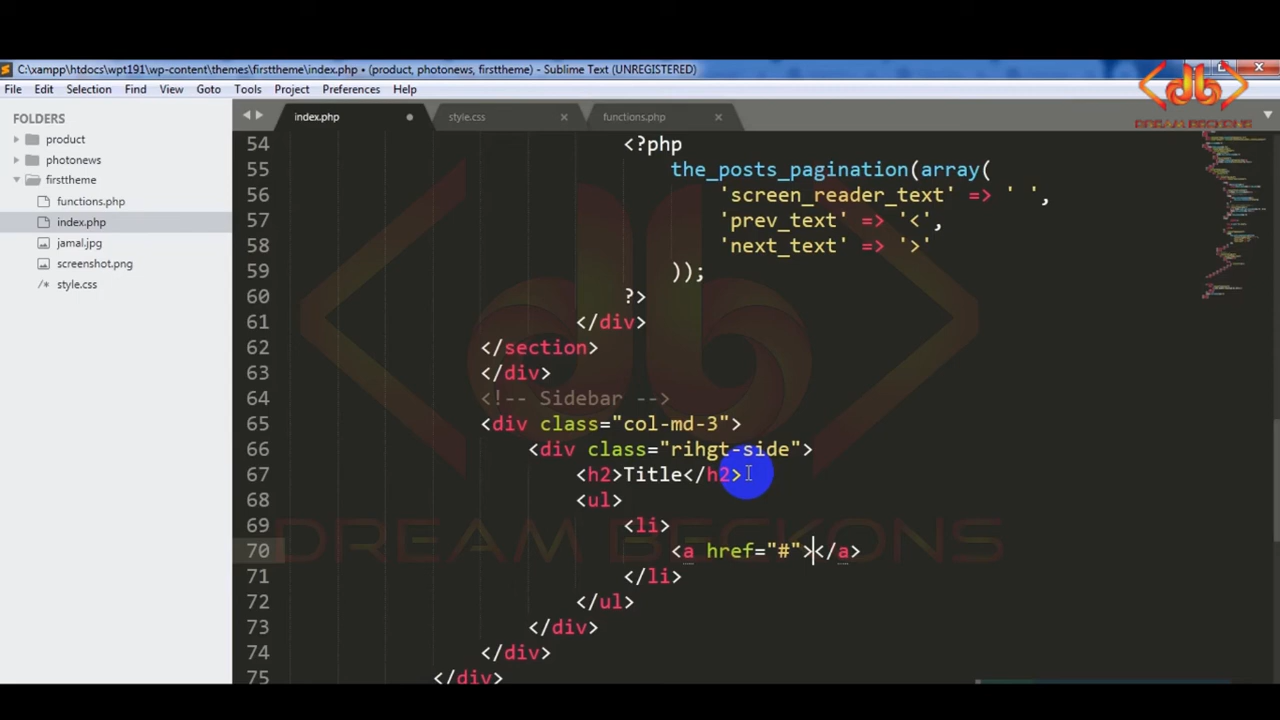 C:\xampp\htdocs\wpt191\wp-content\themes\firsttheme\index.php • (product, photonews, firsttheme) - Sublime Text (UNREGISTERED)
File Edit Selection Find View Goto Tools Project Preferences Help
DREAM BECKONS
FOLDERS
product
photonews
firsttheme
functions.php
index.php
jamal.jpg
screenshot.png
/* style.css
index.php
style.css
functions.php
54 <?php
55 the_posts_pagination(array(
56 'screen_reader_text' => ' ',
57 'prev_text' => '<',
58 'next_text' => '>'
59 ));
60 ?>
61 </div>
62 </section>
63 </div>
64 <!-- Sidebar -->
65 <div class="col-md-3">
66 <div class="rihgt-side">
67 <h2>Title</h2>
68 <ul>
69 <li>
70 <a href="#"></a>
71 </li>
72 </ul>
73 </div>
74 </div>
75 </div>
DREAM BECKONS